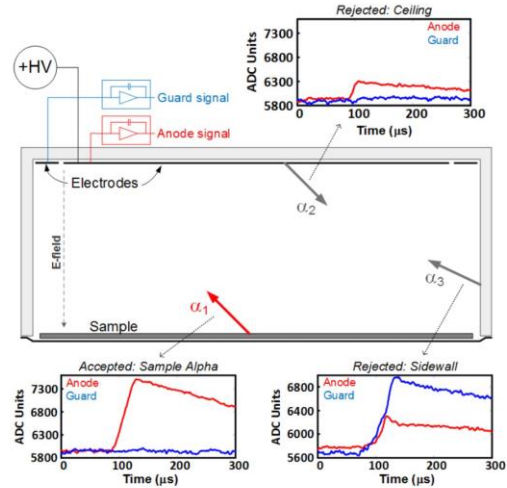 Rejected: Ceiling
7300
6800
6300
5800
ADC Units
Anode
Guard
0
100
200
300
Time (µs)
+HV
Guard signal
Anode signal
Electrodes
E-field
α2
α3
α1
Sample
Accepted: Sample Alpha
7300
6800
6300
5800
ADC Units
Anode
Guard
0
100
200
300
Time (µs)
Rejected: Sidewall
6800
6400
6000
5600
ADC Units
Anode
Guard
0
100
200
300
Time (µs)